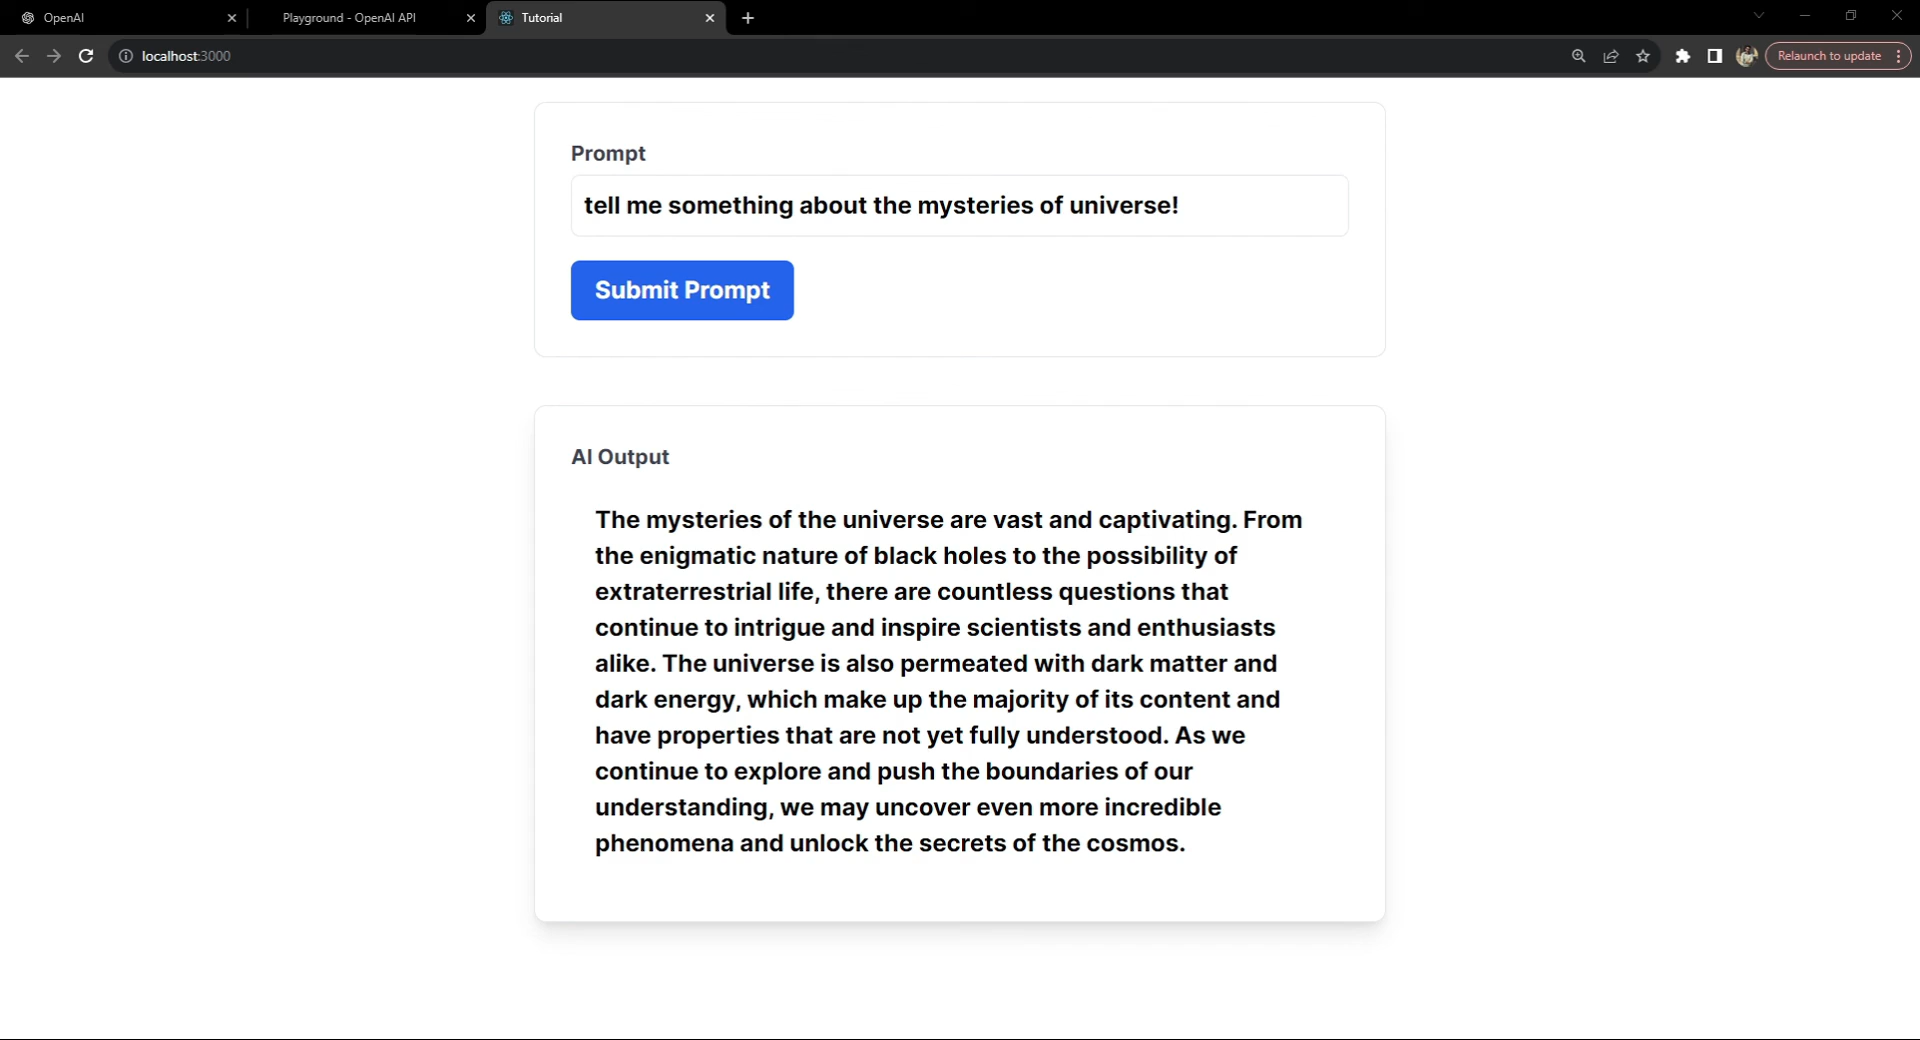 OpenAI
Playground - OpenAI API
Tutorial
localhost:3000
Relaunch to update
Prompt
tell me something about the mysteries of universe!
Submit Prompt
AI Output
The mysteries of the universe are vast and captivating. From
the enigmatic nature of black holes to the possibility of
extraterrestrial life, there are countless questions that
continue to intrigue and inspire scientists and enthusiasts
alike. The universe is also permeated with dark matter and
dark energy, which make up the majority of its content and
have properties that are not yet fully understood. As we
continue to explore and push the boundaries of our
understanding, we may uncover even more incredible
phenomena and unlock the secrets of the cosmos.